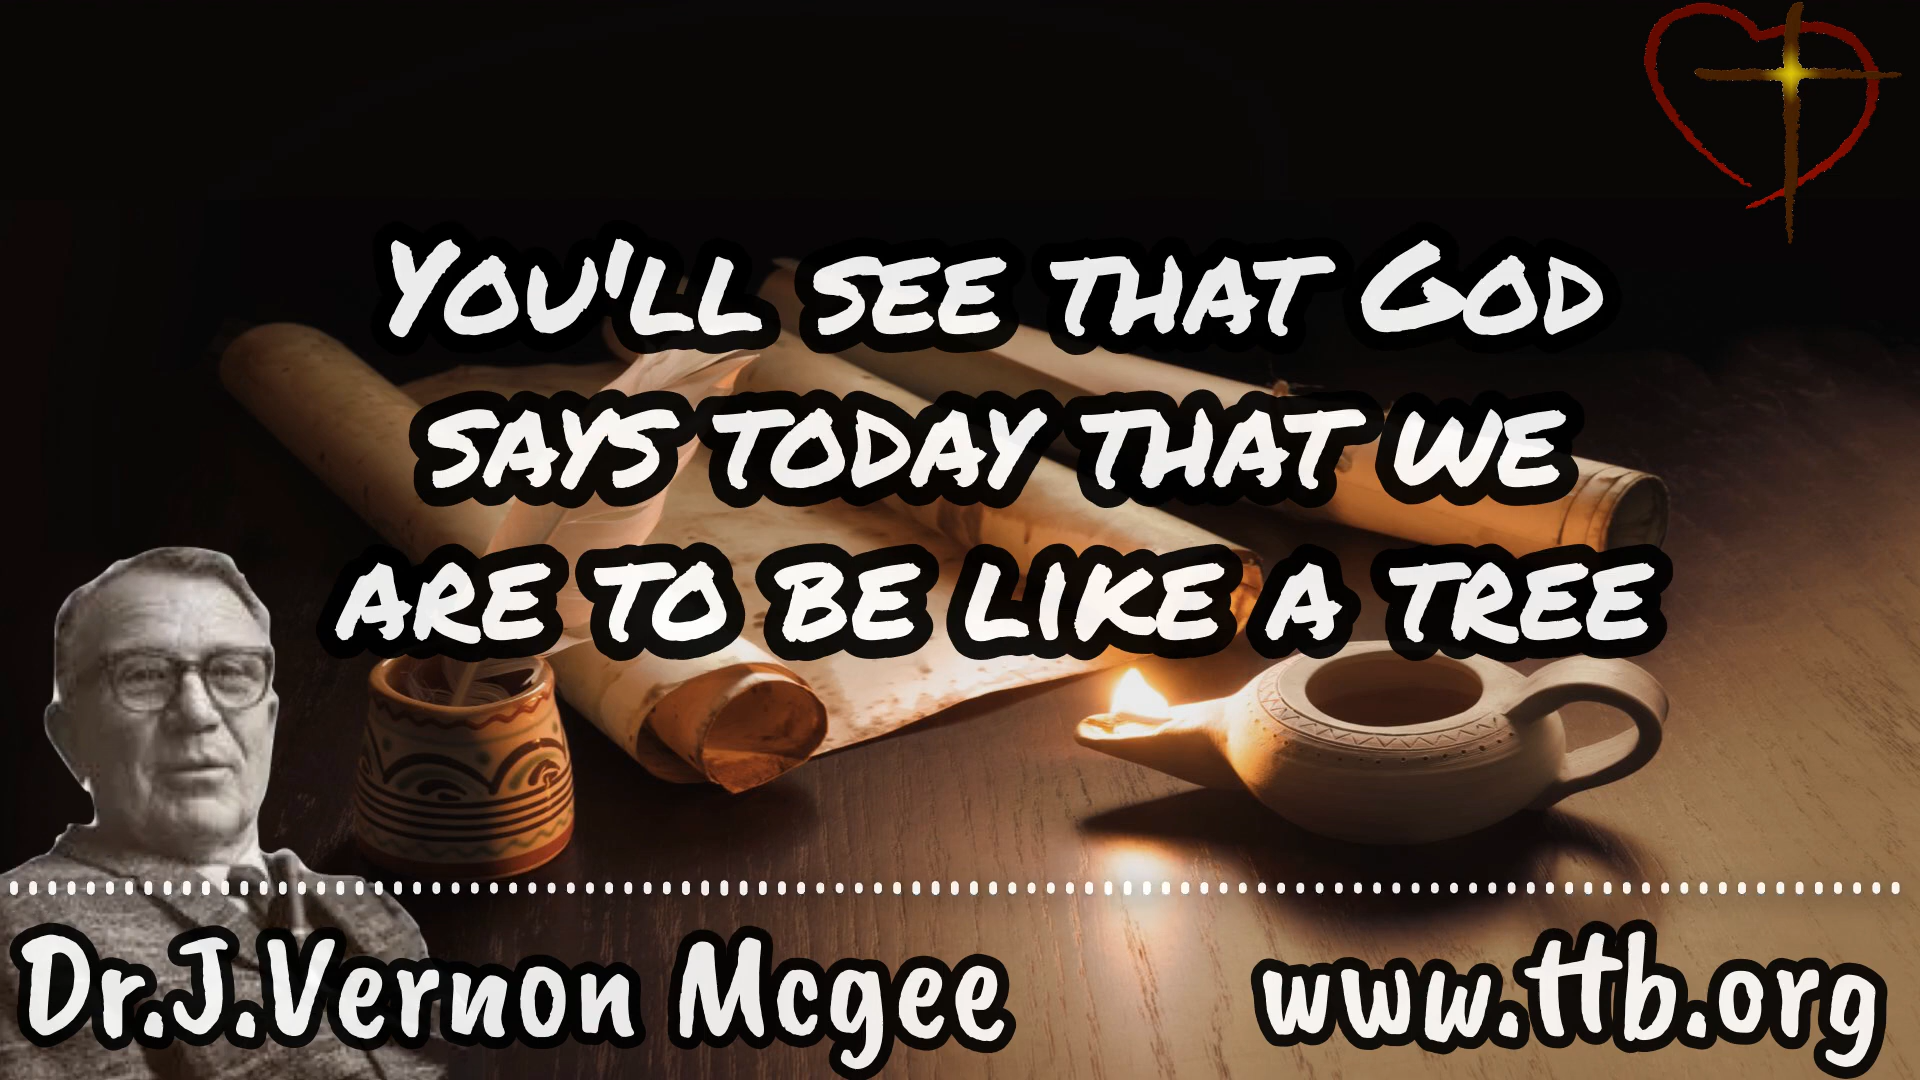 You'll see that God
says today that we
are to be like a tree
Dr.J.Vernon Mcgee
www.ttb.org